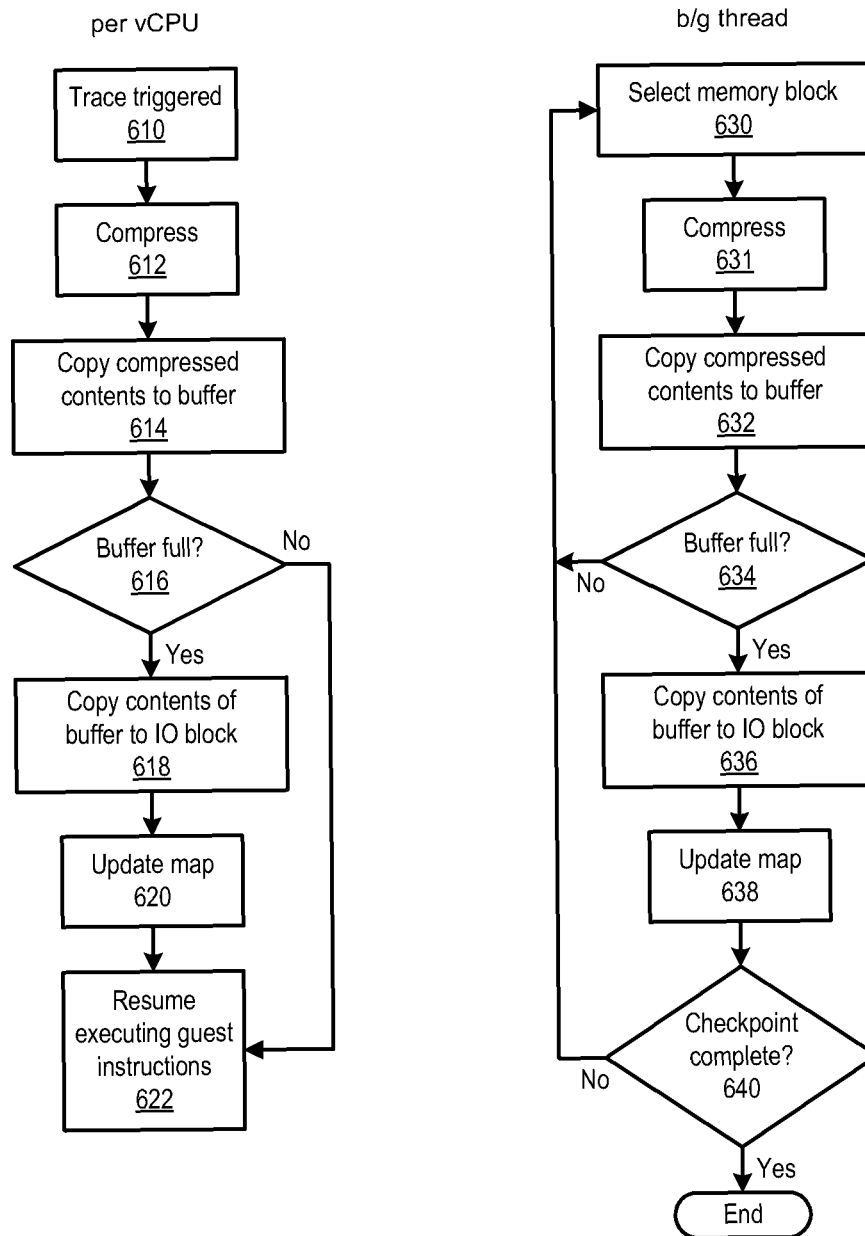 per vCPU
Trace triggered
610
Compress
612
Copy compressed
contents to buffer
614
Buffer full?
616
No
Yes
Copy contents of
buffer to IO block
618
Update map
620
Resume
executing guest
instructions
622
b/g thread
Select memory block
630
Compress
631
Copy compressed
contents to buffer
632
Buffer full?
634
No
Yes
Copy contents of
buffer to IO block
636
Update map
638
Checkpoint
complete?
640
No
Yes
End